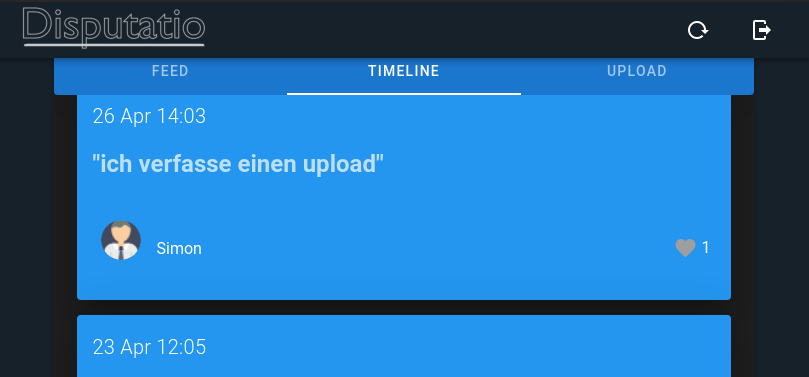 Disputatio
FEED TIMELINE UPLOAD
26 Apr 14:03
"ich verfasse einen upload"
Simon 1
23 Apr 12:05